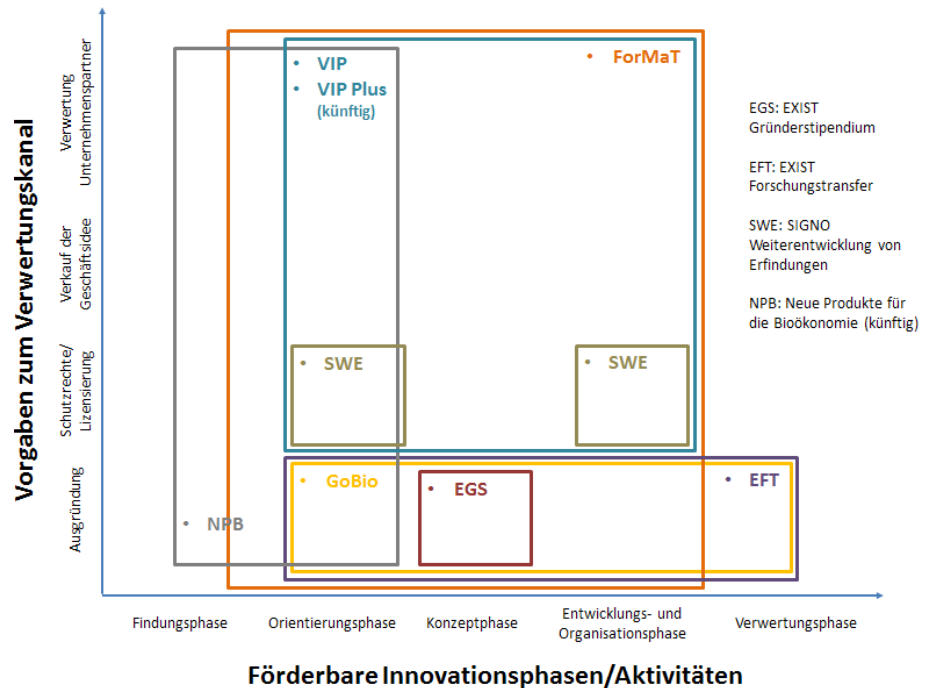 Vorgaben zum Verwertungskanal
Verwertung
Unternehmenspartner
Verkauf der
Geschäftsidee
Schutzrechte/
Lizensierung
Ausgründung
• VIP
• VIP Plus
(künftig)
• ForMaT
• SWE
• SWE
• GoBio
• EGS
• EFT
• NPB
EGS: EXIST
Gründerstipendium
EFT: EXIST
Forschungstransfer
SWE: SIGNO
Weiterentwicklung von
Erfindungen
NPB: Neue Produkte für
die Bioökonomie (künftig)
Findungsphase
Orientierungsphase
Konzeptphase
Entwicklungs- und
Organisationsphase
Verwertungsphase
Förderbare Innovationsphasen/Aktivitäten